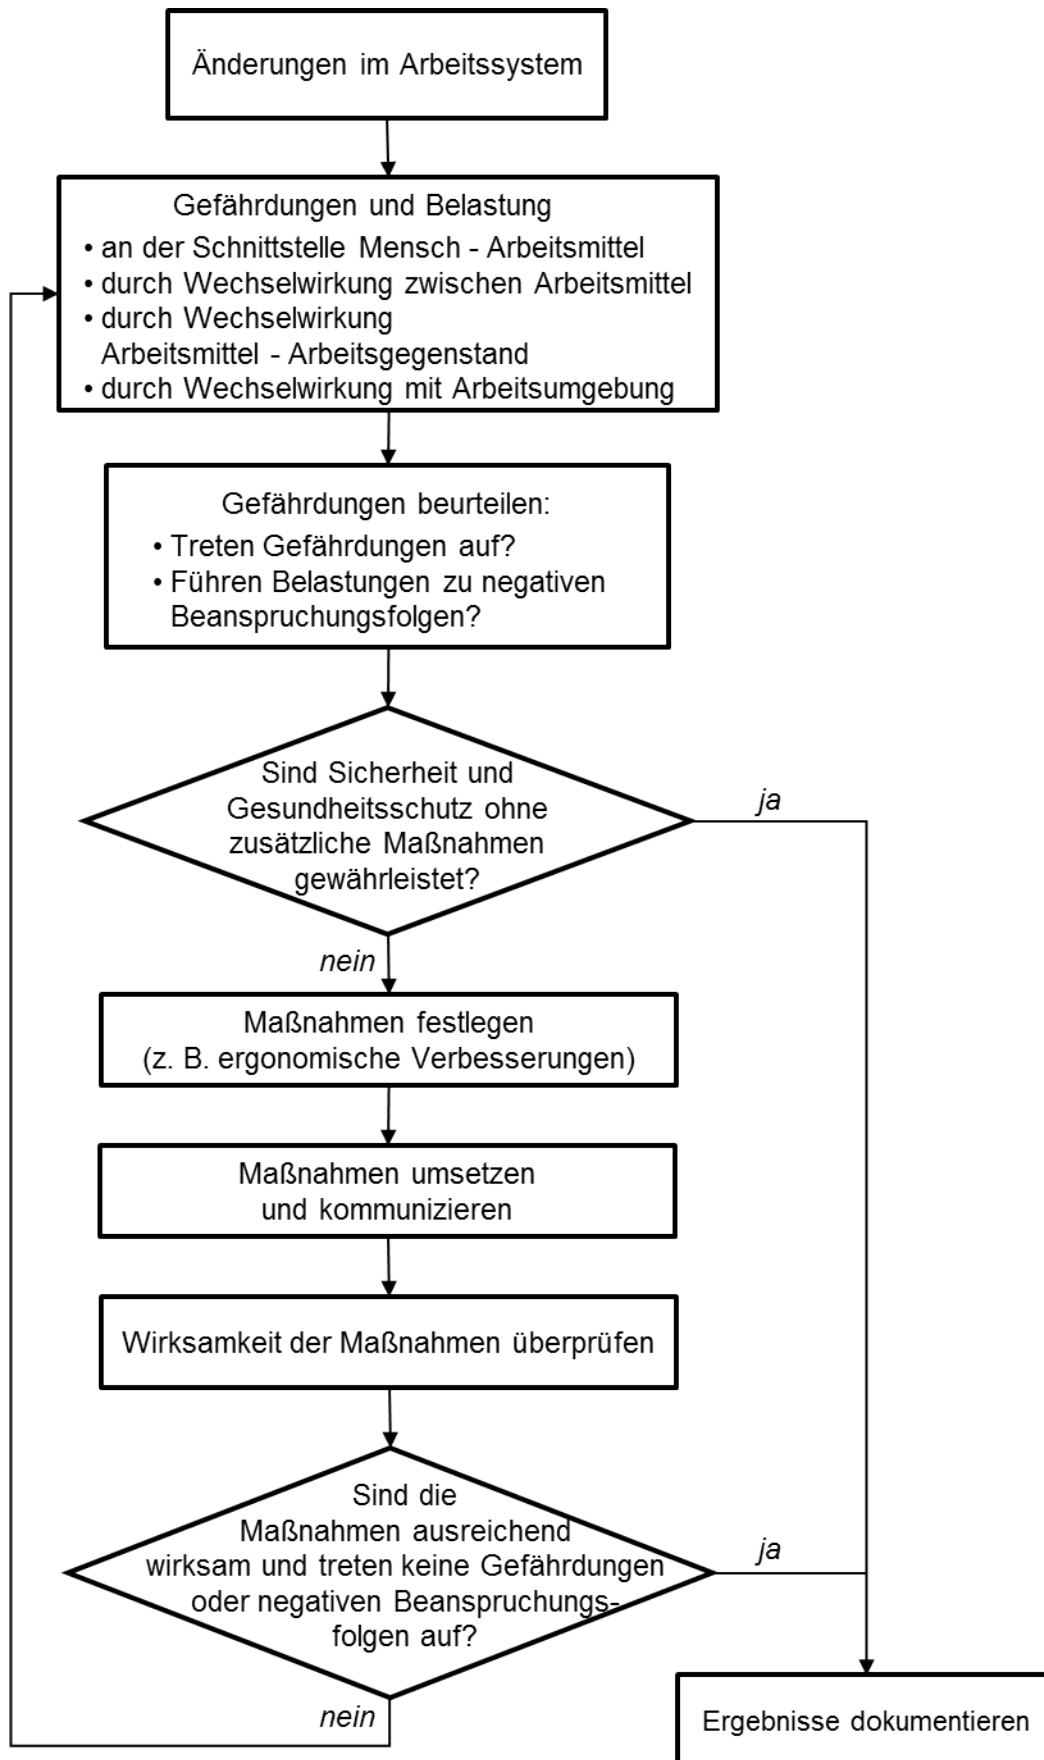 Änderungen im Arbeitssystem
Gefährdungen und Belastung
• an der Schnittstelle Mensch - Arbeitsmittel
• durch Wechselwirkung zwischen Arbeitsmittel
• durch Wechselwirkung
Arbeitsmittel - Arbeitsgegenstand
• durch Wechselwirkung mit Arbeitsumgebung
Gefährdungen beurteilen:
• Treten Gefährdungen auf?
• Führen Belastungen zu negativen
Beanspruchungsfolgen?
Sind Sicherheit und
Gesundheitsschutz ohne
zusätzliche Maßnahmen
gewährleistet?
ja
nein
Maßnahmen festlegen
(z. B. ergonomische Verbesserungen)
Maßnahmen umsetzen
und kommunizieren
Wirksamkeit der Maßnahmen überprüfen
Sind die
Maßnahmen ausreichend
wirksam und treten keine Gefährdungen
oder negativen Beanspruchungs-
folgen auf?
ja
nein
Ergebnisse dokumentieren